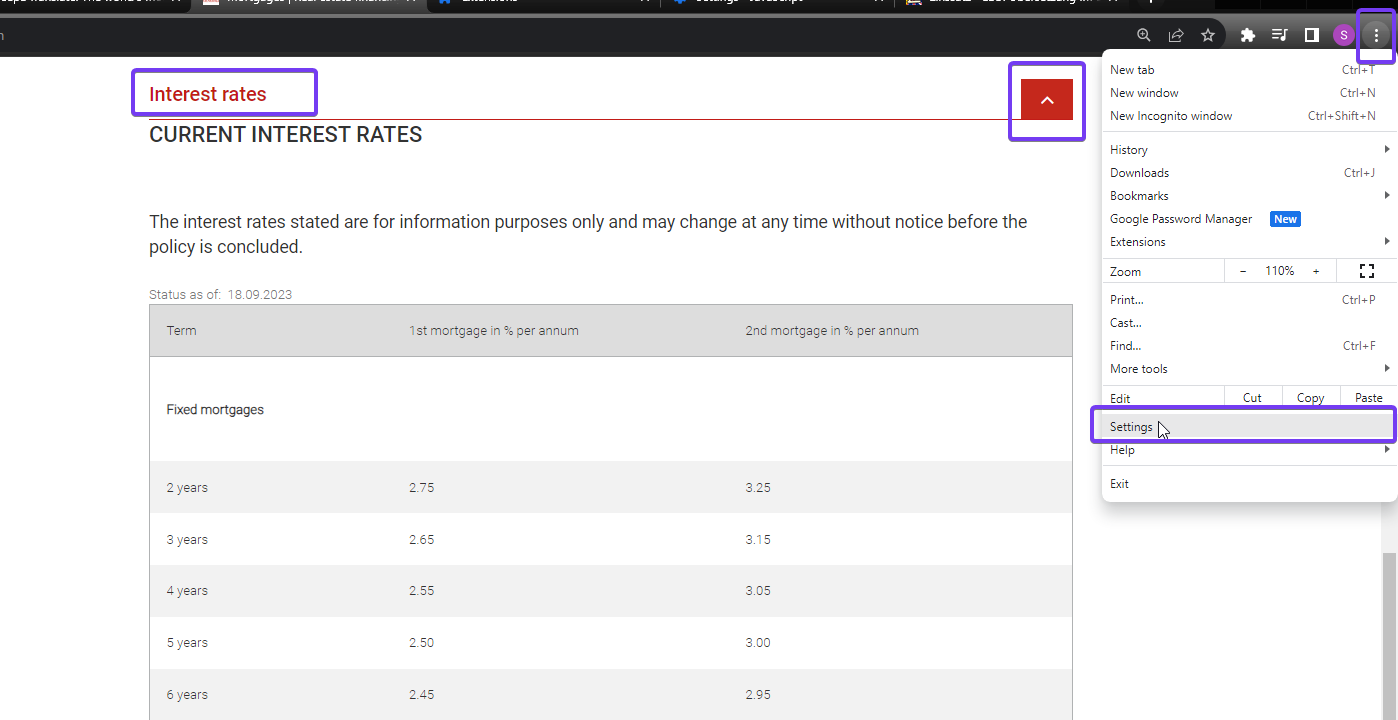 Interest rates
CURRENT INTEREST RATES
The interest rates stated are for information purposes only and may change at any time without notice before the
policy is concluded.
Status as of: 18.09.2023
Term 1st mortgage in % per annum 2nd mortgage in % per annum
Fixed mortgages
2 years 2.75 3.25
3 years 2.65 3.15
4 years 2.55 3.05
5 years 2.50 3.00
6 years 2.45 2.95
S
New tab Ctrl+T
New window Ctrl+N
New Incognito window Ctrl+Shift+N
History
Downloads Ctrl+J
Bookmarks
Google Password Manager New
Extensions
Zoom − 110% +
Print... Ctrl+P
Cast...
Find... Ctrl+F
More tools
Edit Cut Copy Paste
Settings
Help
Exit